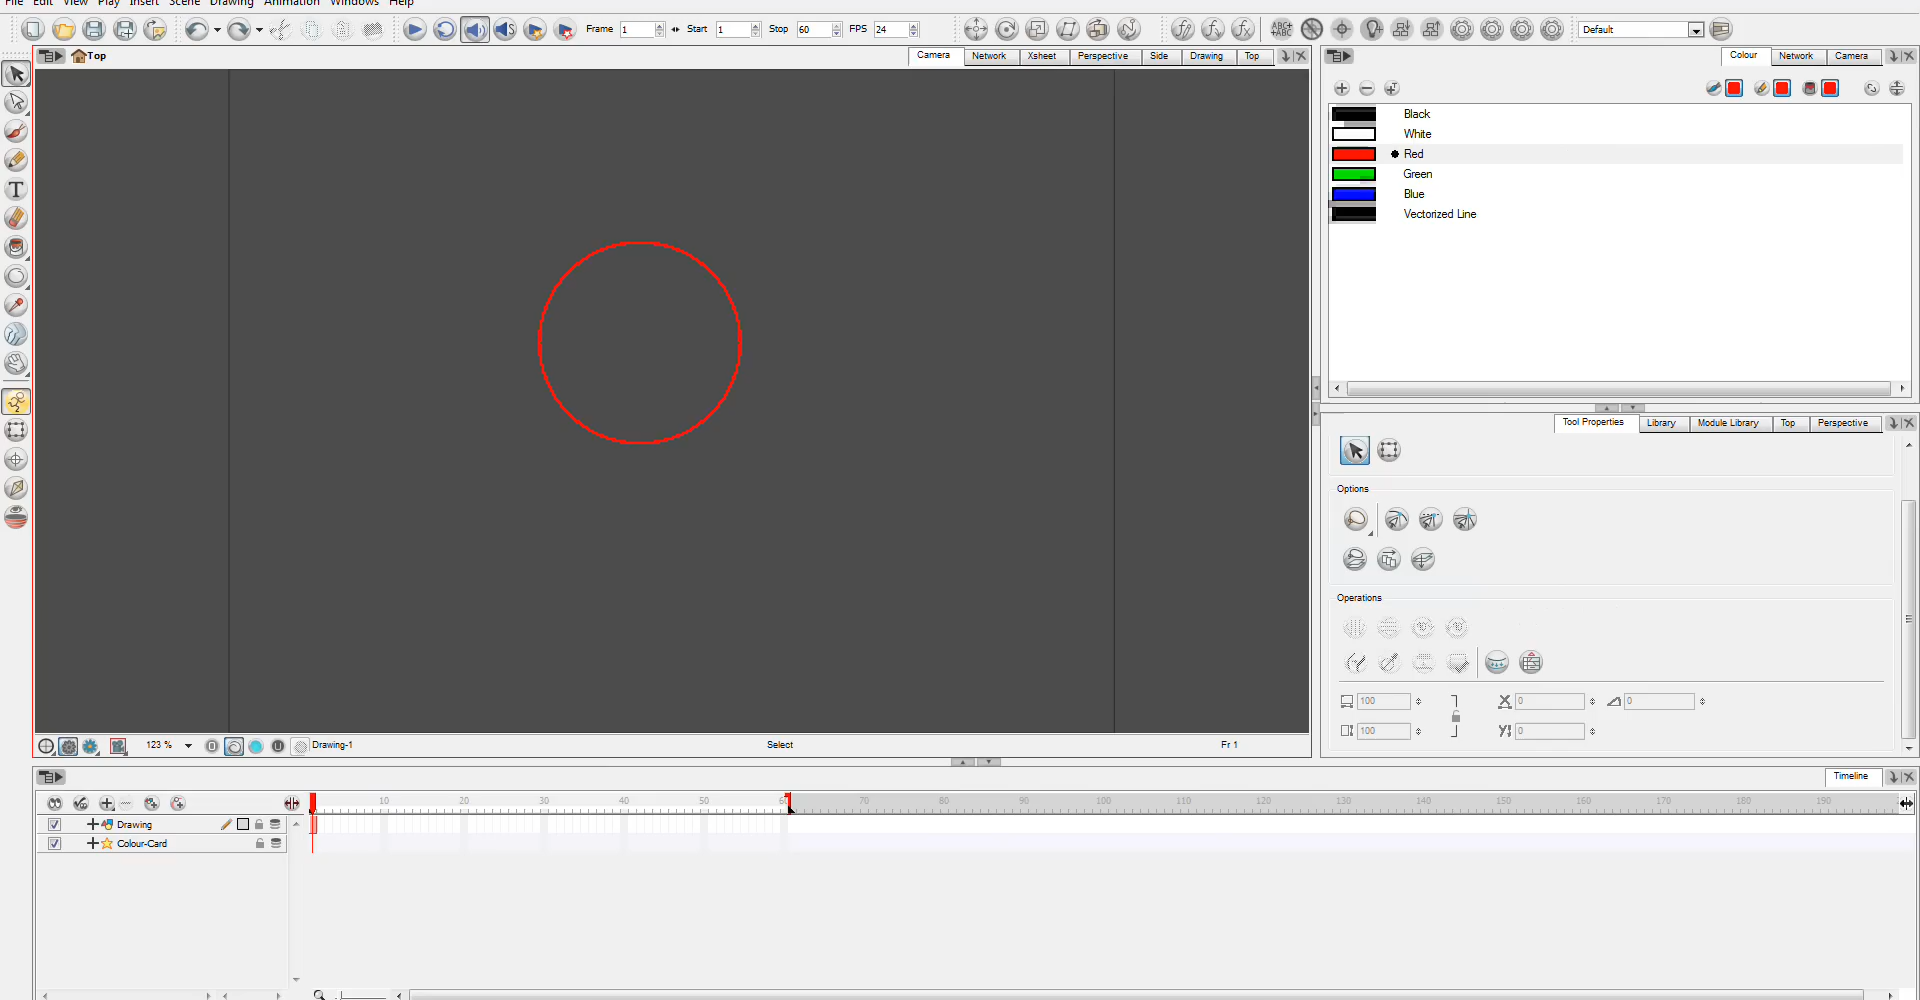 File Edit View Play Insert Scene Drawing Animation Windows Help
Frame 1 Start 1 Stop 60 FPS 24
Default
Top
Camera Network Xsheet Perspective Side Drawing Top
Colour Network Camera
Black
White
Red
Green
Blue
Vectorized Line
Tool Properties Library Module Library Top Perspective
Options
Operations
100 X 0 0
100 Y 0
123 % Drawing-1 Select Fr 1
Timeline
10 20 30 40 50 60 70 80 90 100 110 120 130 140 150 160 170 180 190
Drawing
Colour-Card